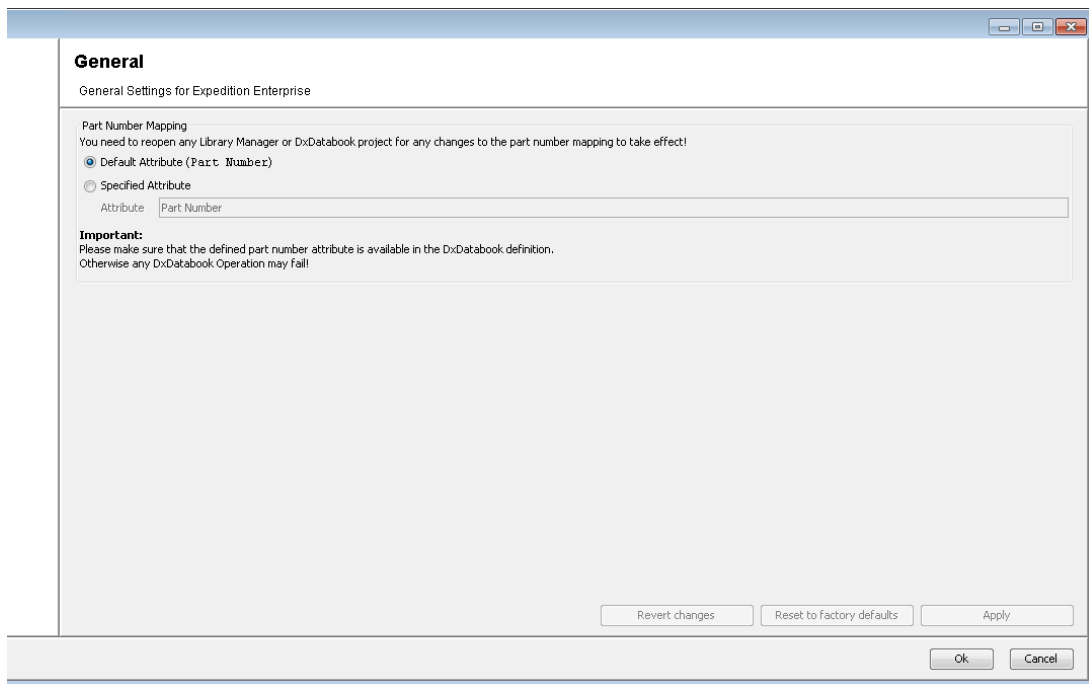 General
General Settings for Expedition Enterprise
Part Number Mapping
You need to reopen any Library Manager or DxDatabook project for any changes to the part number mapping to take effect!
Default Attribute (Part Number)
Specified Attribute
Attribute Part Number
Important:
Please make sure that the defined part number attribute is available in the DxDatabook definition.
Otherwise any DxDatabook Operation may fail!
Revert changes Reset to factory defaults Apply
Ok Cancel